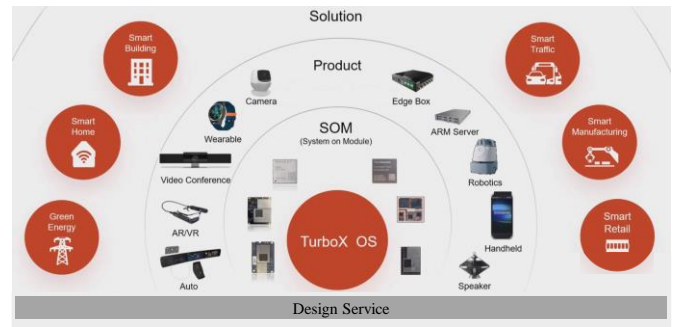 Solution
Product
SOM
(System on Module)
TurboX OS
Smart
Building
Smart
Home
Green
Energy
Camera
Wearable
Video Conference
AR/VR
Auto
Edge Box
ARM Server
Robotics
Handheld
Speaker
Smart
Traffic
Smart
Manufacturing
Smart
Retail
Design Service